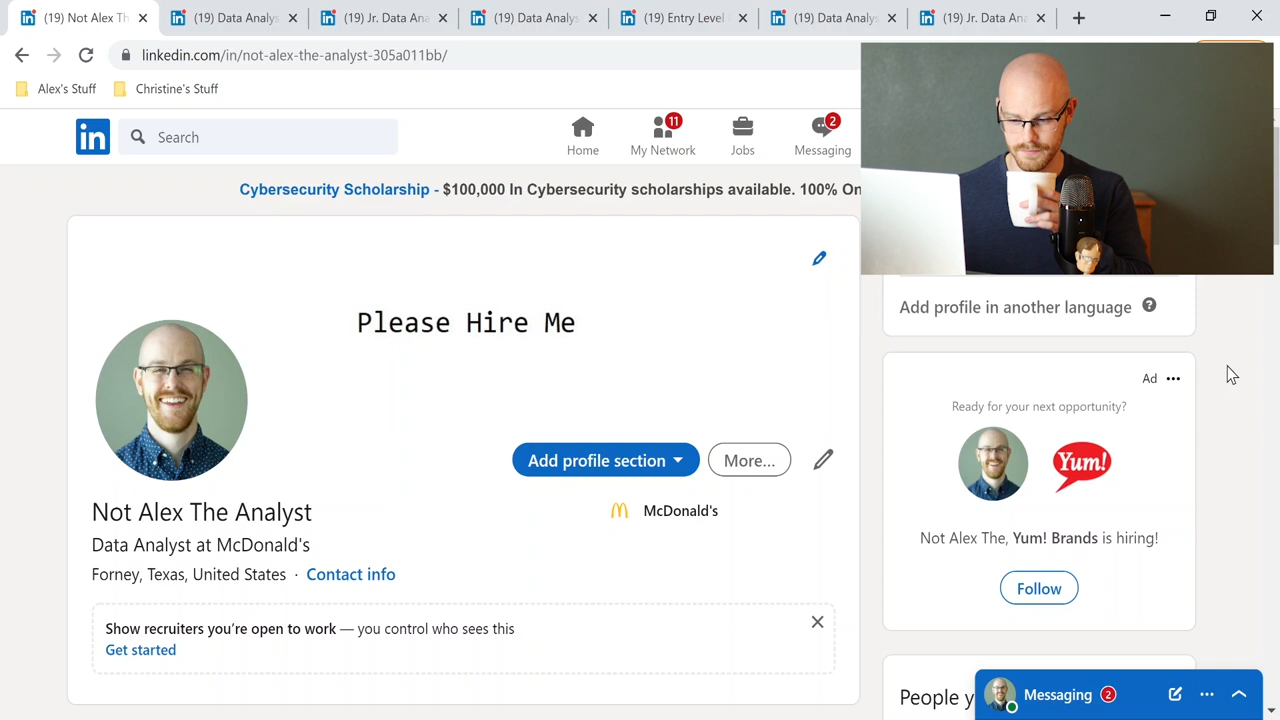 (19) Not Alex Th
(19) Data Analys
(19) Jr. Data An
(19) Data Analys
(19) Entry Level
(19) Data Analys
(19) Jr. Data An
linkedin.com/in/not-alex-the-analyst-305a011bb/
Alex's Stuff
Christine's Stuff
in
Search
Home
11
My Network
Jobs
2
Messaging
Cybersecurity Scholarship - $100,000 In Cybersecurity scholarships available. 100% On
Please Hire Me
Add profile section
More...
Not Alex The Analyst
McDonald's
Data Analyst at McDonald's
Forney, Texas, United States · Contact info
Show recruiters you're open to work — you control who sees this
Get started
Add profile in another language ?
Ad
Ready for your next opportunity?
Yum!
Not Alex The, Yum! Brands is hiring!
Follow
People y
Messaging 2